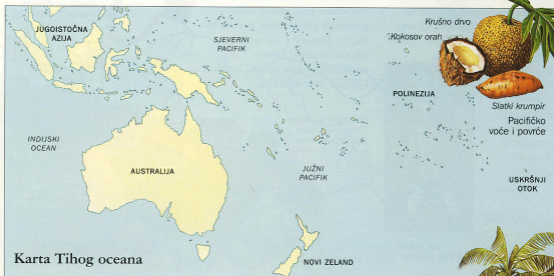 Krušno drvo
Kokosov orah
JUGOISTOČNA
AZIJA
SJEVERNI
PACIFIK
POLINEZIJA
Slatki krumpir
Pacifičko
voće i povrće
INDIJSKI
OCEAN
AUSTRALIJA
JUŽNI
PACIFIK
USKRŠNJI
OTOK
Karta Tihog oceana
NOVI ZELAND